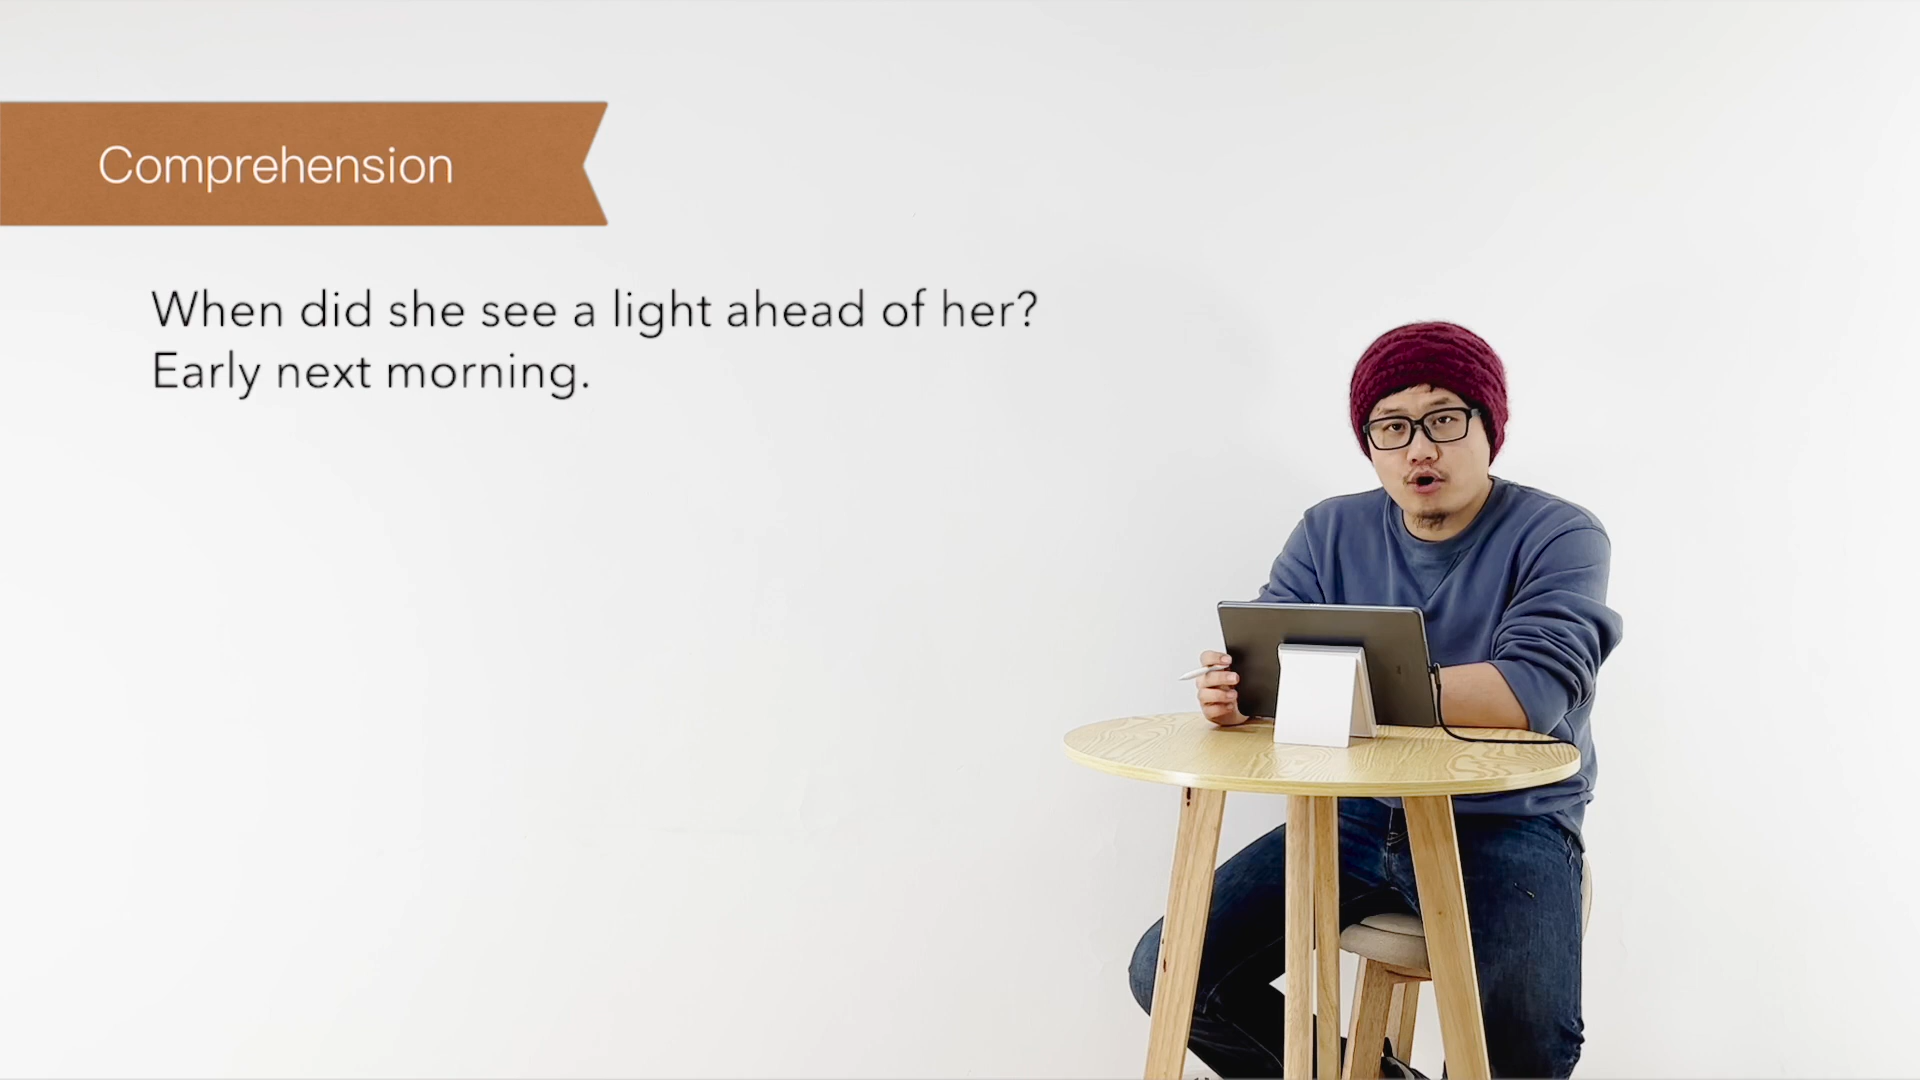 Comprehension
When did she see a light ahead of her?
Early next morning.